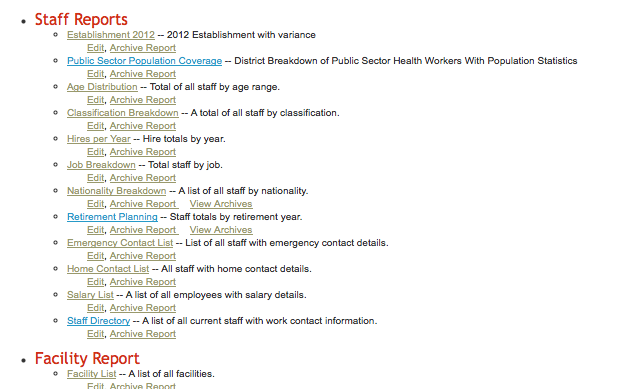 Staff Reports
Establishment 2012 -- 2012 Establishment with variance
Edit, Archive Report
Public Sector Population Coverage -- District Breakdown of Public Sector Health Workers With Population Statistics
Edit, Archive Report
Age Distribution -- Total of all staff by age range.
Edit, Archive Report
Classification Breakdown -- A total of all staff by classification.
Edit, Archive Report
Hires per Year -- Hire totals by year.
Edit, Archive Report
Job Breakdown -- Total staff by job.
Edit, Archive Report
Nationality Breakdown -- A list of all staff by nationality.
Edit, Archive Report View Archives
Retirement Planning -- Staff totals by retirement year.
Edit, Archive Report View Archives
Emergency Contact List -- List of all staff with emergency contact details.
Edit, Archive Report
Home Contact List -- All staff with home contact details.
Edit, Archive Report
Salary List -- A list of all employees with salary details.
Edit, Archive Report
Staff Directory -- A list of all current staff with work contact information.
Edit, Archive Report
Facility Report
Facility List -- A list of all facilities.
Edit, Archive Report